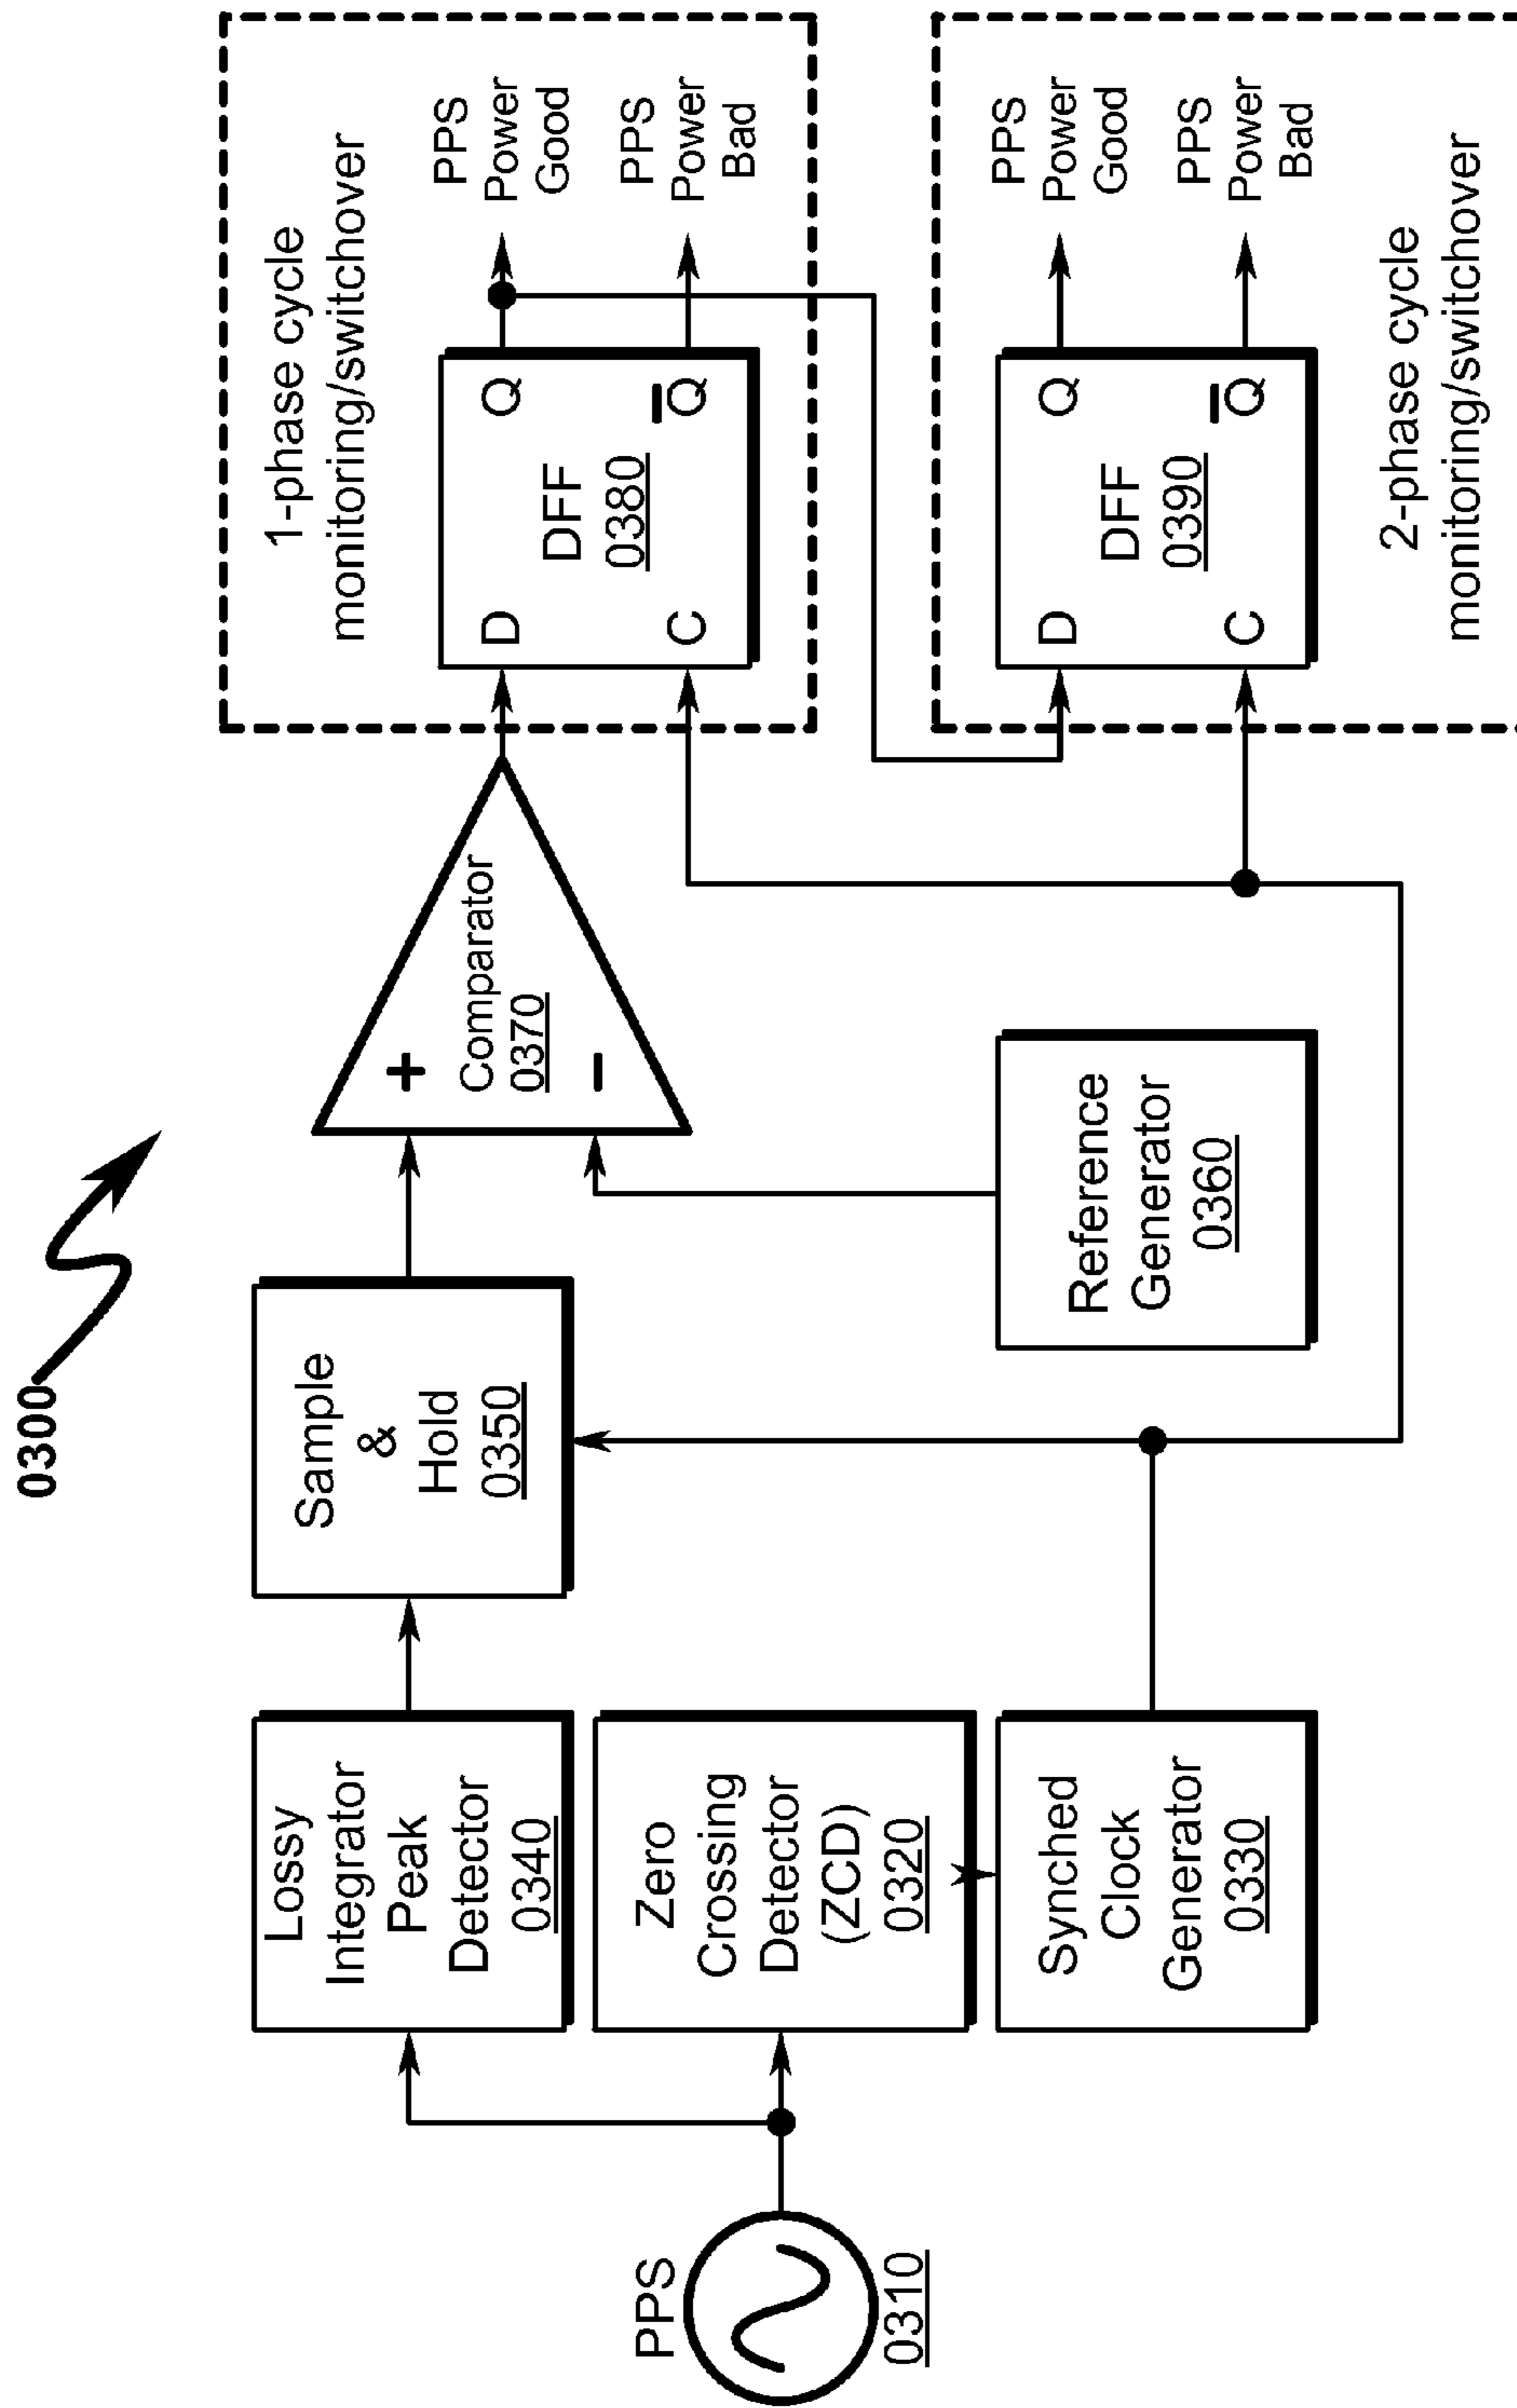 0300
PPS
0310
Lossy
Integrator
Peak
Detector
0340
Zero
Crossing
Detector
(ZCD)
0320
Synched
Clock
Generator
0330
Sample
&
Hold
0350
Reference
Generator
0360
+
Comparator
0370
−
1-phase cycle
monitoring/switchover
D
Q
DFF
0380
C
Q̅
PPS
Power
Good
PPS
Power
Bad
D
Q
DFF
0390
C
Q̅
PPS
Power
Good
PPS
Power
Bad
2-phase cycle
monitoring/switchover